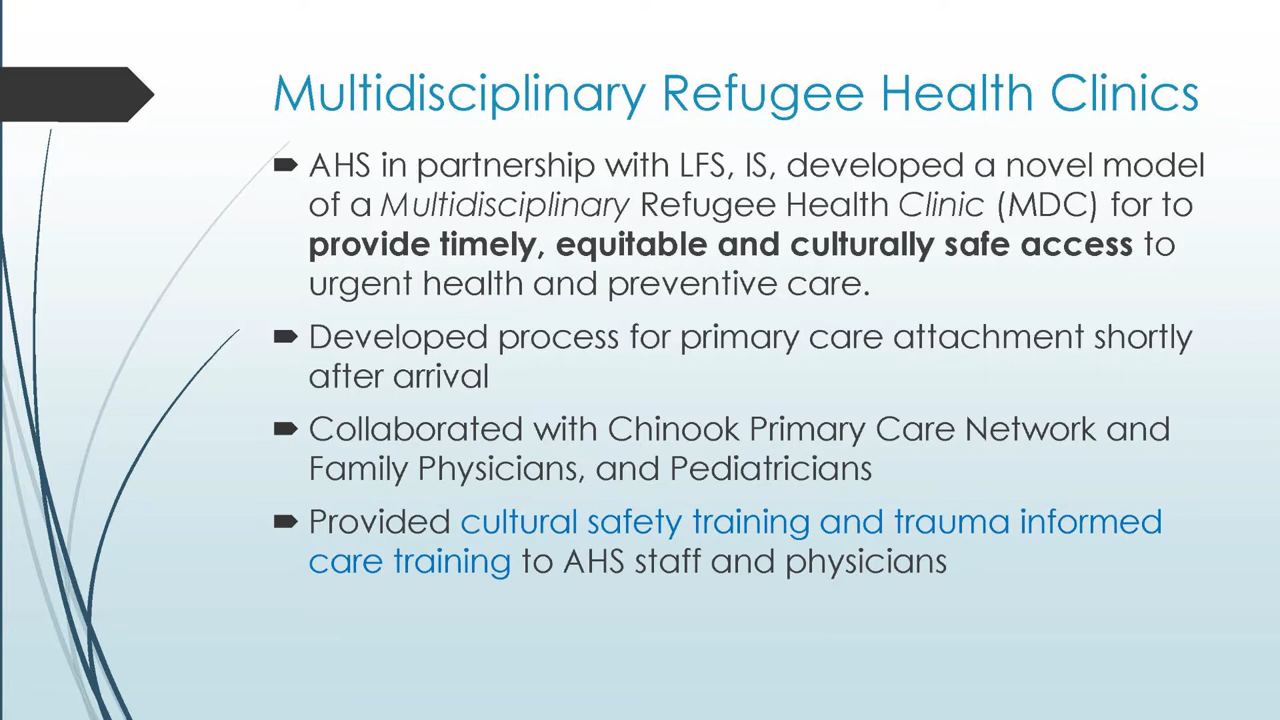 Multidisciplinary Refugee Health Clinics
AHS in partnership with LFS, IS, developed a novel model
of a Multidisciplinary Refugee Health Clinic (MDC) for to
provide timely, equitable and culturally safe access to
urgent health and preventive care.
Developed process for primary care attachment shortly
after arrival
Collaborated with Chinook Primary Care Network and
Family Physicians, and Pediatricians
Provided cultural safety training and trauma informed
care training to AHS staff and physicians